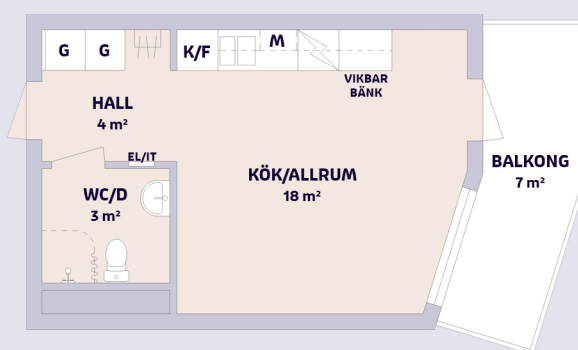 G
G
K/F
M
VIKBAR
BÄNK
HALL
4 m²
EL/IT
KÖK/ALLRUM
18 m²
BALKONG
7 m²
WC/D
3 m²